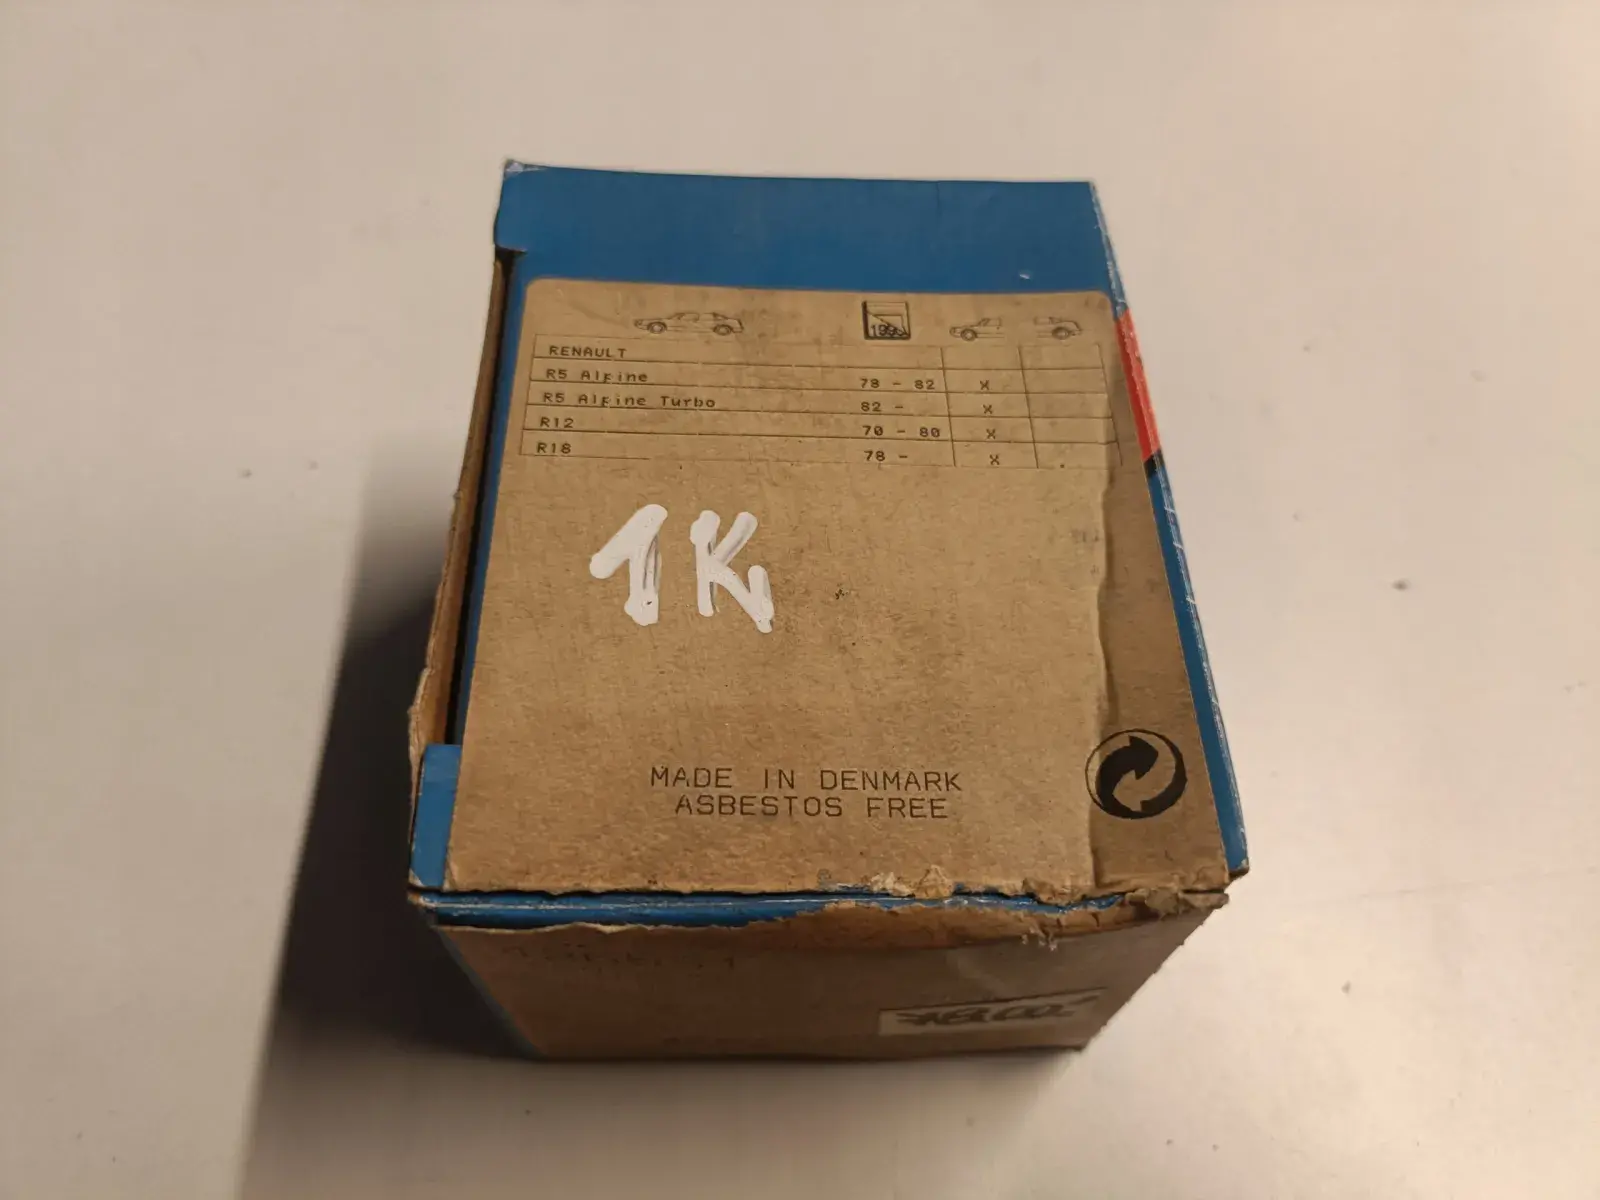 199
RENAULT
R5 Alpine 78 - 82 X
R5 Alpine Turbo 82 - X
R12 70 - 80 X
R18 78 - X
1K
MADE IN DENMARK
ASBESTOS FREE